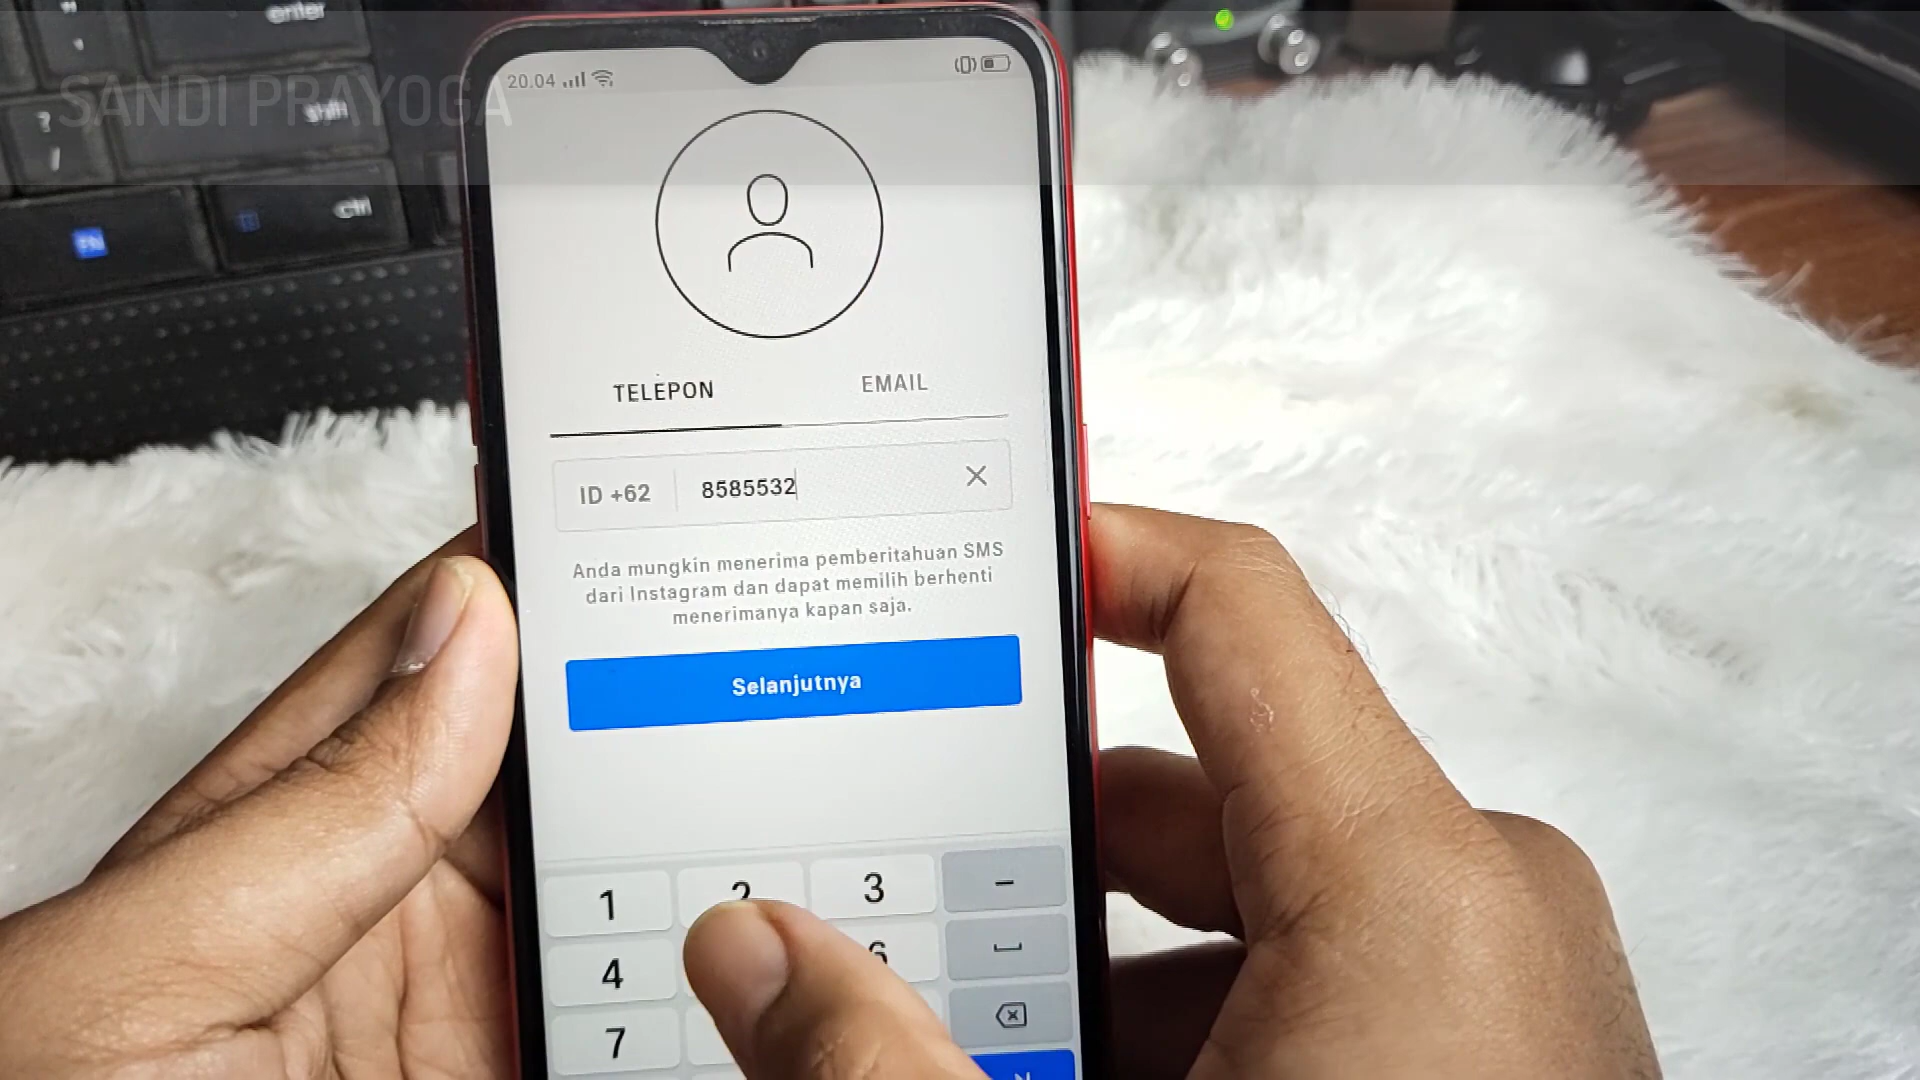 enter
SANDI PRAYOGA
shift
?
/
ctrl
FN
20.04
TELEPON EMAIL
ID +62 8585532
Anda mungkin menerima pemberitahuan SMS
dari Instagram dan dapat memilih berhenti
menerimanya kapan saja.
Selanjutnya
1 2 3 -
4 6
7